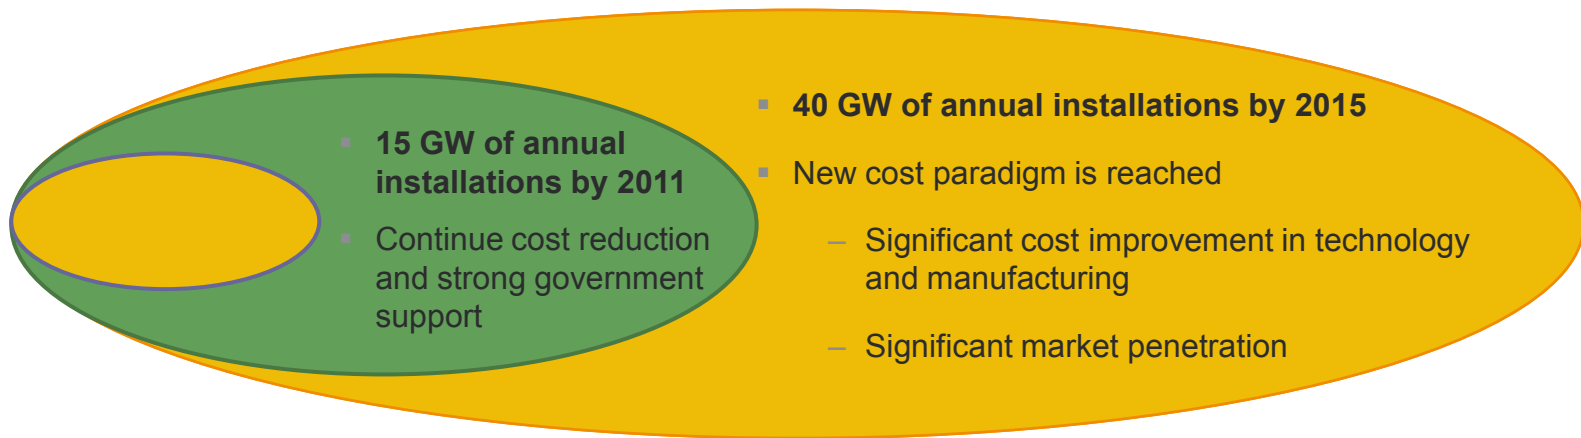 ▪ 15 GW of annual
installations by 2011
▪ Continue cost reduction
and strong government
support
▪ 40 GW of annual installations by 2015
▪ New cost paradigm is reached
– Significant cost improvement in technology
and manufacturing
– Significant market penetration